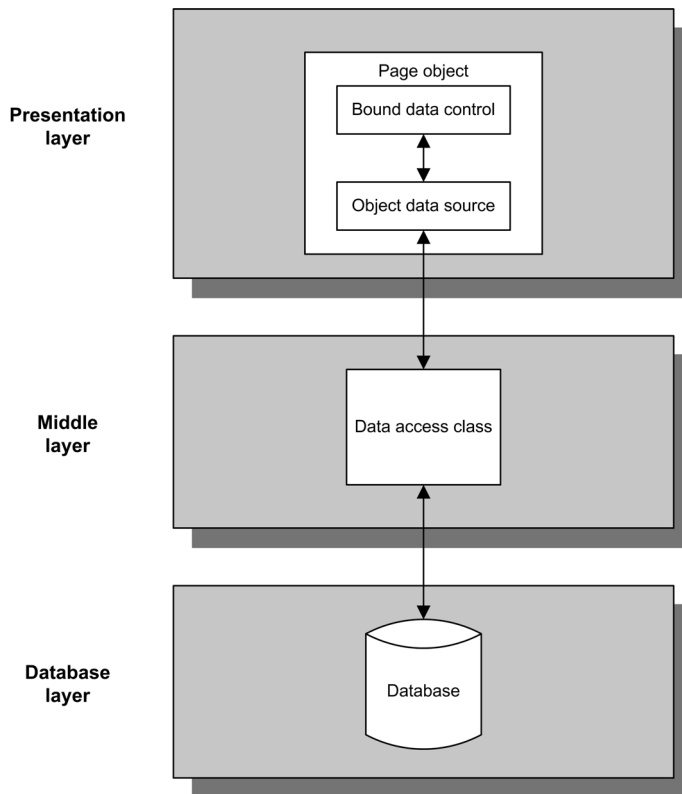 Presentation
layer
Page object
Bound data control
Object data source
Middle
layer
Data access class
Database
layer
Database